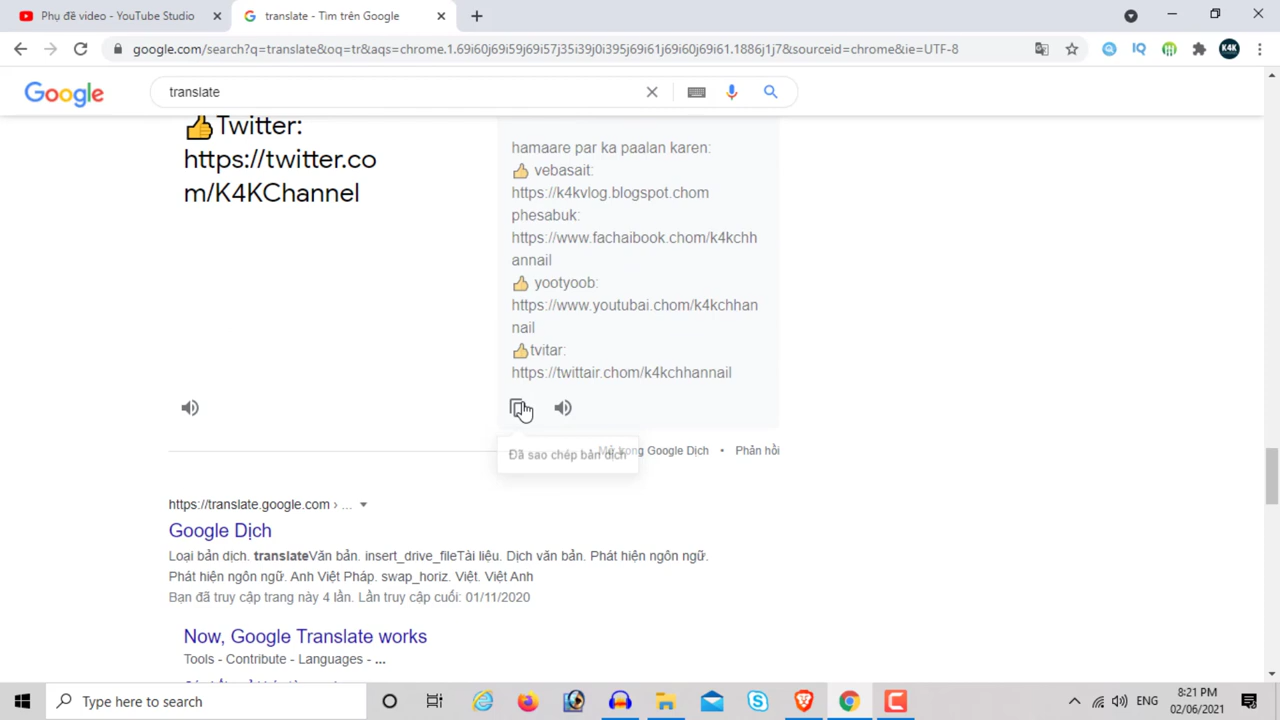 Phụ đề video - YouTube Studio
translate - Tìm trên Google
google.com/search?q=translate&oq=tr&aqs=chrome.1.69i60j69i59j69i57j35i39j0i395j69i61j69i60j69i61.1886j1j7&sourceid=chrome&ie=UTF-8
IQ
K4K
Google
translate
👍Twitter:
https://twitter.co
m/K4KChannel
hamaare par ka paalan karen:
👍 vebasait:
https://k4kvlog.blogspot.chom
phesabuk:
https://www.fachaibook.chom/k4kchh
annail
👍 yootyoob:
https://www.youtubai.chom/k4kchhan
nail
👍tvitar:
https://twittair.chom/k4kchhannail
Đã sao chép bản dịch
Google Dịch • Phản hồi
https://translate.google.com › ...
Google Dịch
Loại bản dịch. translateVăn bản. insert_drive_fileTài liệu. Dịch văn bản. Phát hiện ngôn ngữ.
Phát hiện ngôn ngữ. Anh Việt Pháp. swap_horiz. Việt. Việt Anh
Bạn đã truy cập trang này 4 lần. Lần truy cập cuối: 01/11/2020
Now, Google Translate works
Tools - Contribute - Languages - ...
Type here to search
ENG
8:21 PM
02/06/2021